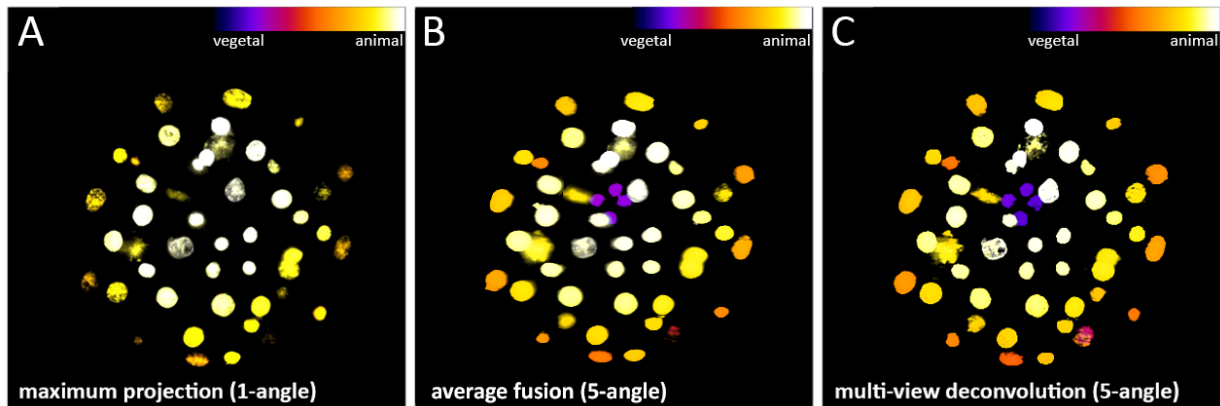 A
vegetal animal
maximum projection (1-angle)
B
vegetal animal
average fusion (5-angle)
C
vegetal animal
multi-view deconvolution (5-angle)